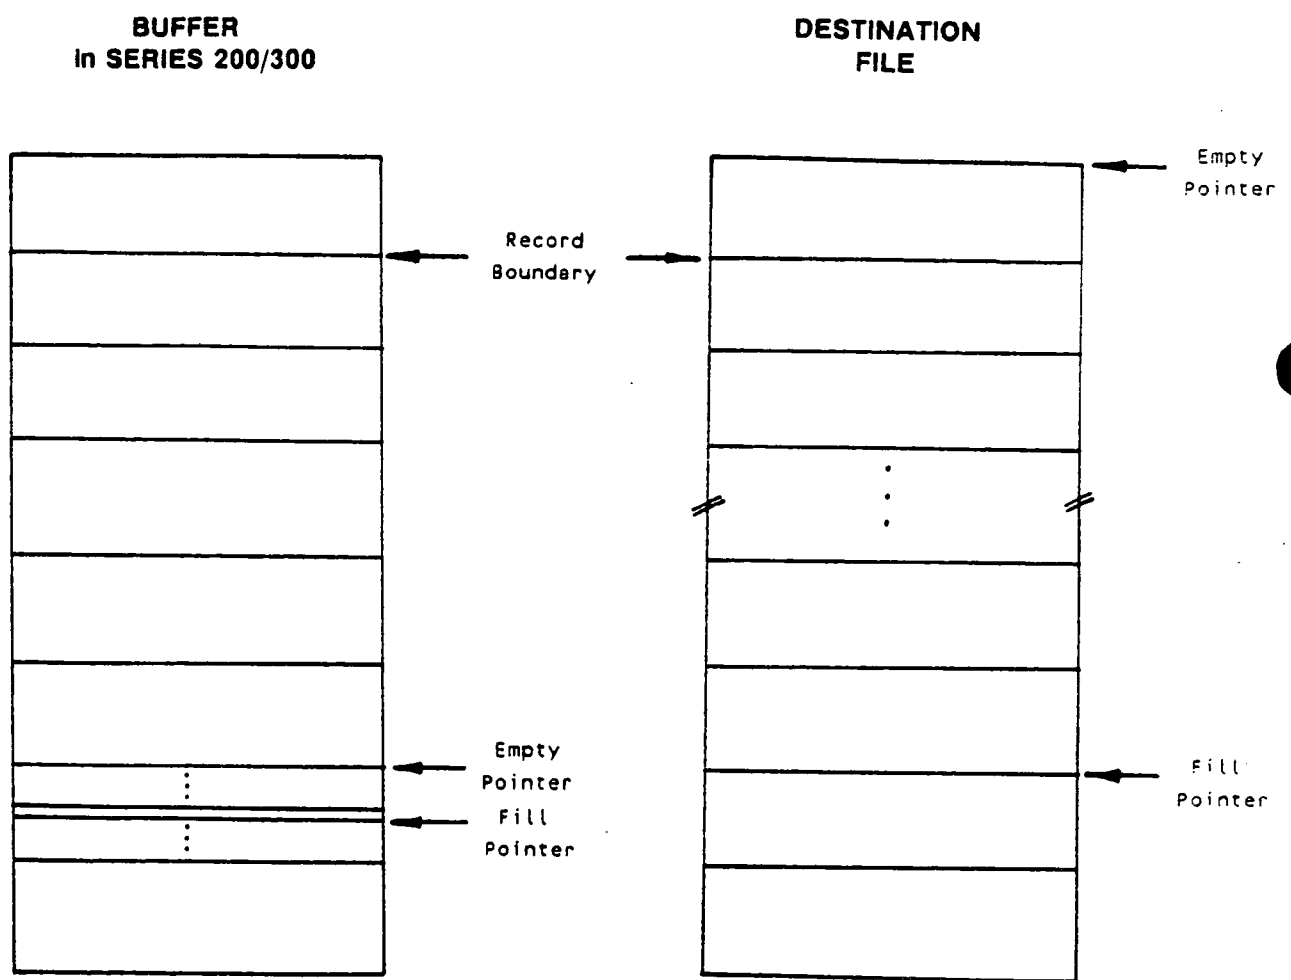 BUFFER
in SERIES 200/300
DESTINATION
FILE
Empty
Pointer
Record
Boundary
Empty
Pointer
Fill
Pointer
Fill
Pointer